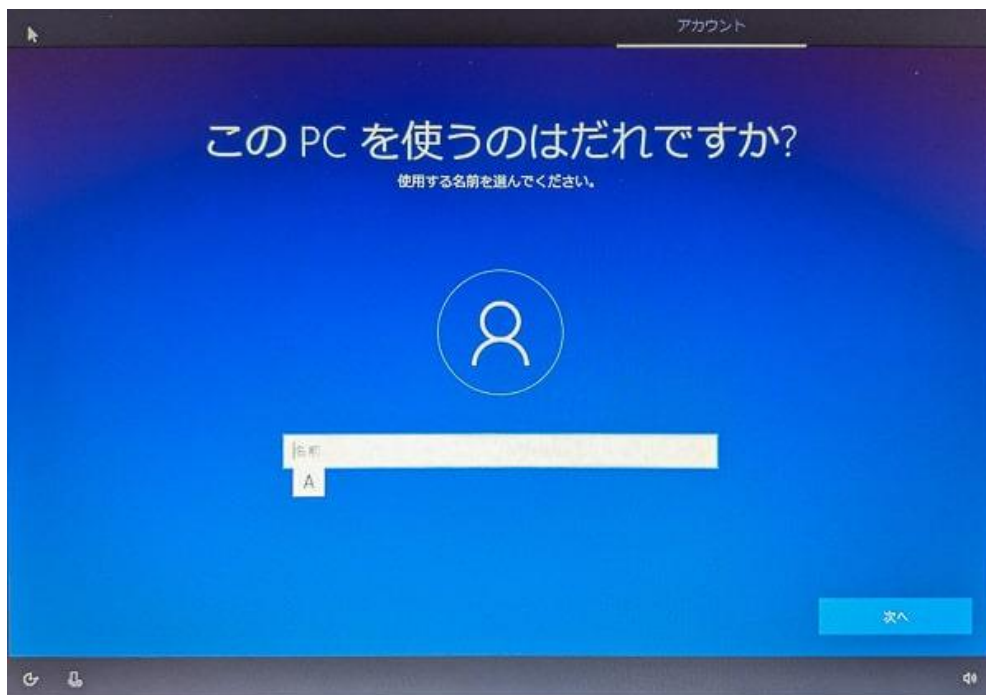 アカウント
この PC を使うのはだれですか?
使用する名前を選んでください。
名前
A
次へ